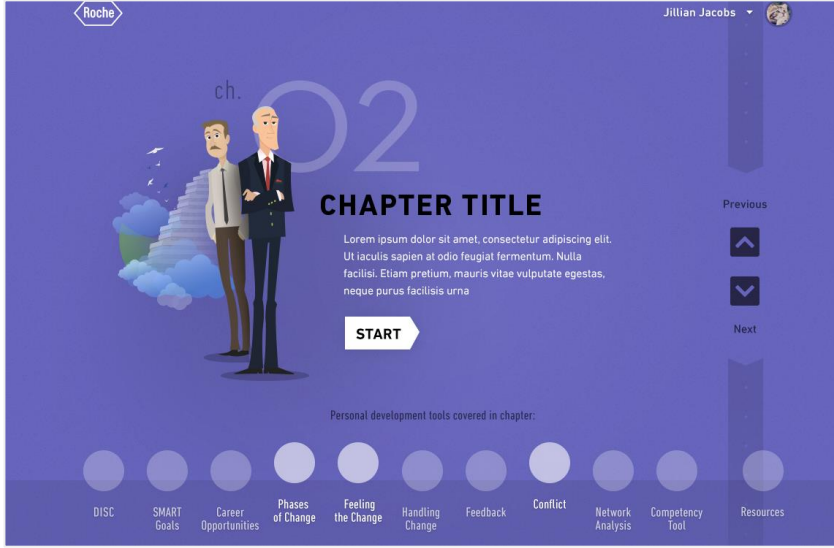 Roche
Jillian Jacobs
ch.
02
CHAPTER TITLE
Lorem ipsum dolor sit amet, consectetur adipiscing elit.
Ut iaculis sapien at odio feugiat fermentum. Nulla
facilisi. Etiam pretium, mauris vitae vulputate egestas,
neque purus facilisis urna
START
Previous
Next
Personal development tools covered in chapter:
DISC
SMART
Goals
Career
Opportunities
Phases
of Change
Feeling
the Change
Handling
Change
Feedback
Conflict
Network
Analysis
Competency
Tool
Resources